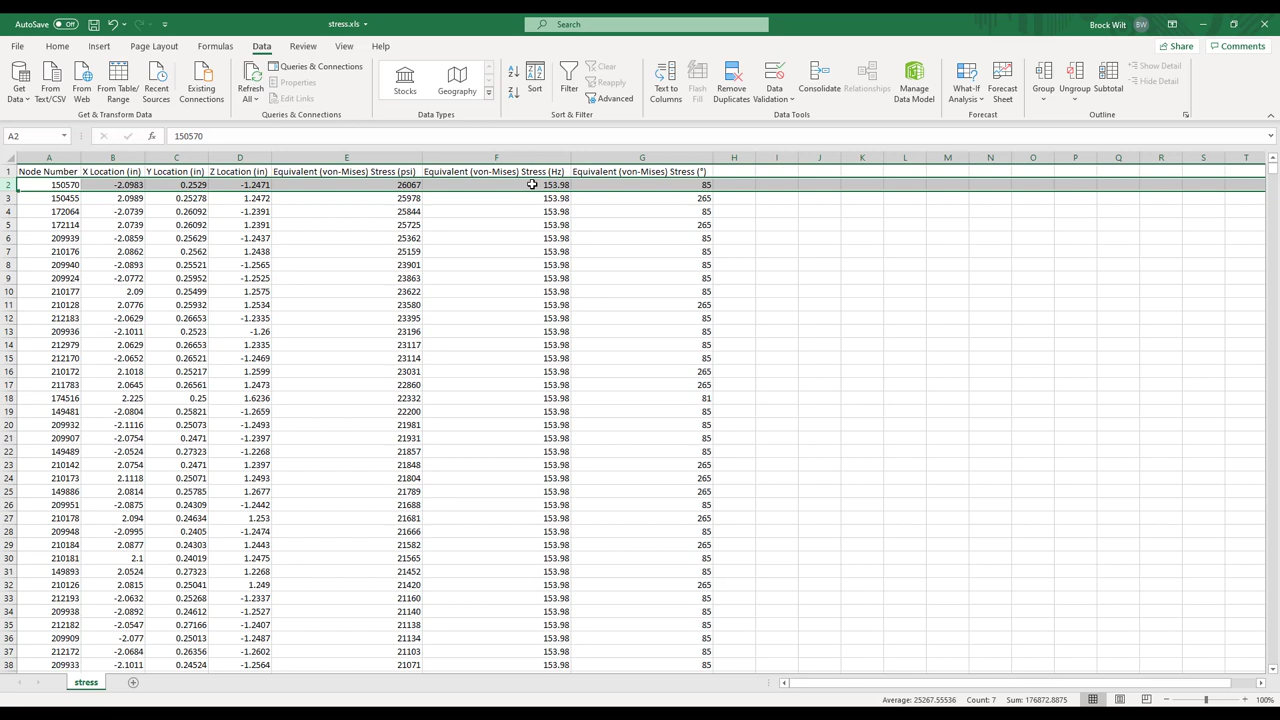 AutoSave Off stress.xls Search Brock Wilt BW
File Home Insert Page Layout Formulas Data Review View Help Share Comments
Get Data From Text/CSV From Web From Table/Range Recent Sources Existing Connections Refresh All Queries & Connections Properties Edit Links Stocks Geography Sort Filter Clear Reapply Advanced Text to Columns Flash Fill Remove Duplicates Data Validation Consolidate Relationships Manage Data Model What-If Analysis Forecast Sheet Group Ungroup Subtotal Show Detail Hide Detail
Get & Transform Data Queries & Connections Data Types Sort & Filter Data Tools Forecast Outline
A2 fx 150570
A B C D E F G H I J K L M N O P Q R S T
1 Node Number X Location (in) Y Location (in) Z Location (in) Equivalent (von-Mises) Stress (psi) Equivalent (von-Mises) Stress (Hz) Equivalent (von-Mises) Stress (°)
2 150570 -2.0983 0.2529 -1.2471 26067 153.98 85
3 150455 2.0989 0.25278 1.2472 25978 153.98 265
4 172064 -2.0739 0.26092 -1.2391 25844 153.98 85
5 172114 2.0739 0.26092 1.2391 25725 153.98 265
6 209939 -2.0859 0.25629 -1.2437 25362 153.98 85
7 210176 2.0862 0.2562 1.2438 25159 153.98 85
8 209940 -2.0893 0.25521 -1.2565 23901 153.98 85
9 209924 -2.0772 0.25952 -1.2525 23863 153.98 85
10 210177 2.09 0.25499 1.2575 23622 153.98 85
11 210128 2.0776 0.25932 1.2534 23580 153.98 265
12 212183 -2.0629 0.26653 -1.2335 23395 153.98 85
13 209936 -2.1011 0.2523 -1.26 23196 153.98 85
14 212979 2.0629 0.26653 1.2335 23117 153.98 85
15 212170 -2.0652 0.26521 -1.2469 23114 153.98 85
16 210172 2.1018 0.25217 1.2599 23031 153.98 265
17 211783 2.0645 0.26561 1.2473 22860 153.98 265
18 174516 2.225 0.25 1.6236 22332 153.98 81
19 149481 -2.0804 0.25821 -1.2659 22200 153.98 85
20 209932 -2.1116 0.25073 -1.2493 21981 153.98 85
21 209907 -2.0754 0.2471 -1.2397 21931 153.98 85
22 149489 -2.0524 0.27323 -1.2268 21857 153.98 85
23 210142 2.0754 0.2471 1.2397 21848 153.98 265
24 210173 2.1118 0.25071 1.2493 21804 153.98 265
25 149886 2.0814 0.25785 1.2677 21789 153.98 265
26 209951 -2.0875 0.24309 -1.2442 21688 153.98 85
27 210178 2.094 0.24634 1.253 21681 153.98 265
28 209948 -2.0995 0.2405 -1.2474 21666 153.98 85
29 210184 2.0877 0.24303 1.2443 21582 153.98 265
30 210181 2.1 0.24019 1.2475 21565 153.98 85
31 149893 2.0524 0.27323 1.2268 21452 153.98 85
32 210126 2.0815 0.25041 1.249 21420 153.98 265
33 212193 -2.0632 0.25268 -1.2337 21160 153.98 85
34 209938 -2.0892 0.24612 -1.2527 21140 153.98 85
35 212182 -2.0547 0.27166 -1.2407 21138 153.98 85
36 209909 -2.077 0.25013 -1.2487 21134 153.98 85
37 212172 -2.0684 0.26356 -1.2602 21103 153.98 85
38 209933 -2.1011 0.24524 -1.2564 21071 153.98 85
stress
Average: 25267.55536 Count: 7 Sum: 176872.8875 100%